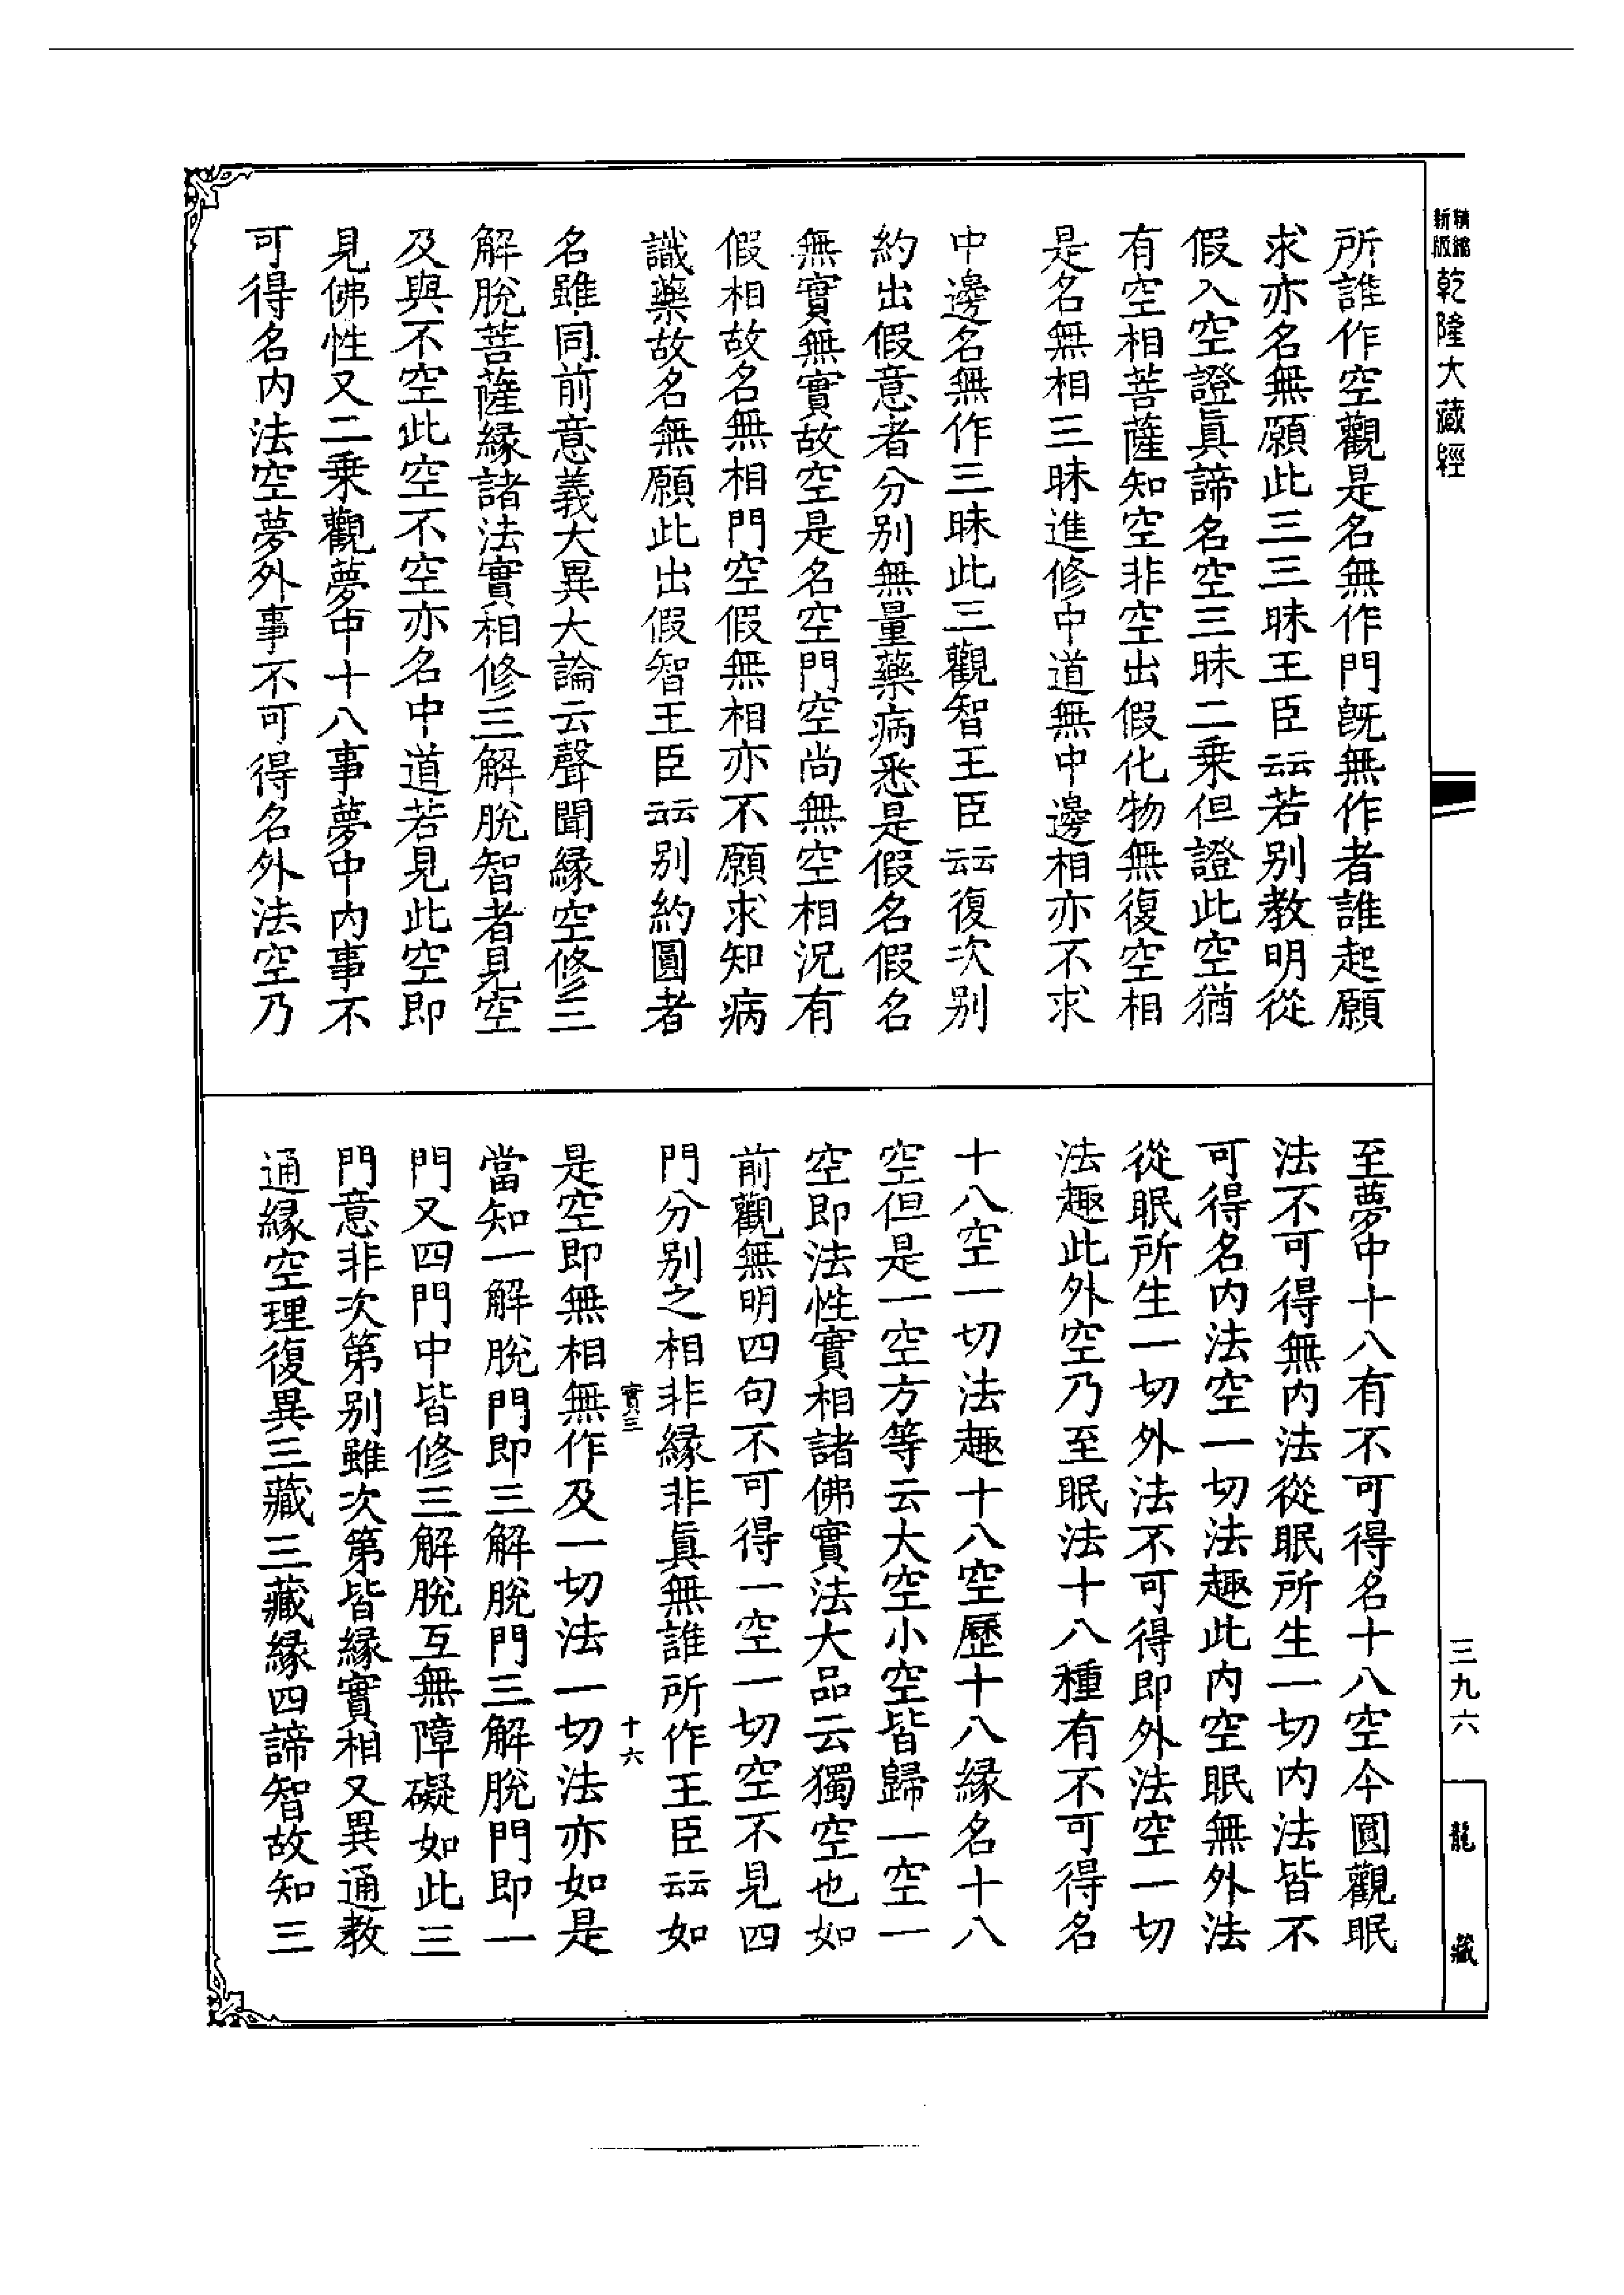 精縮新版乾隆大藏經
所誰作空觀是名無作門旣無作者誰起願
求亦名無願此三三昧王臣云云若别教明從
假入空證眞諦名空三昧二乗但證此空猶
有空相菩薩知空非空出假化物無復空相
是名無相三昧進修中道無中邊相亦不求
中邊名無作三昧此三觀智王臣云云復次别
約出假意者分别無量藥病悉是假名假名
無實無實故空是名空門空尚無空相況有
假相故名無相門空假無相亦不願求知病
識藥故名無願此出假智王臣云云别約圓者
名雖同前意義大異大論云聲聞緣空修三
解脫菩薩緣諸法實相修三解脫智者見空
及與不空此空不空亦名中道若見此空即
見佛性又二乗觀夢中十八事夢中内事不
可得名内法空夢外事不可得名外法空乃
至夢中十八有不可得名十八空今圓觀眠
法不可得無内法從眠所生一切内法皆不
可得名内法空一切法趣此内空眠無外法
從眠所生一切外法不可得即外法空一切
法趣此外空乃至眠法十八種有不可得名
十八空一切法趣十八空歷十八緣名十八
空但是一空方等云大空小空皆歸一空一
空即法性實相諸佛實法大品云獨空也如
前觀無明四句不可得一空一切空不見四
門分别之相非緣非眞無誰所作王臣云云如
實三 十六
是空即無相無作及一切法一切法亦如是
當知一解脫門即三解脫門三解脫門即一
門又四門中皆修三解脫互無障礙如此三
門意非次第别雖次第皆緣實相又異通教
通緣空理復異三藏三藏緣四諦智故知三
三九六
龍藏